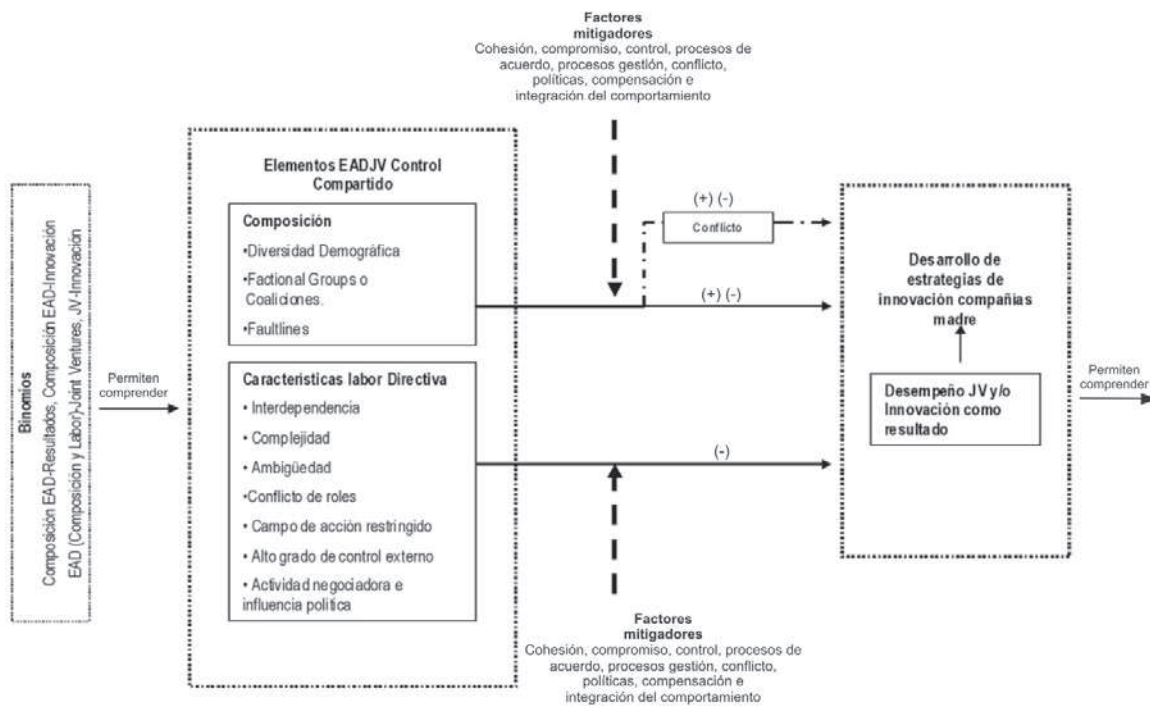 Factores
mitigadores
Cohesión, compromiso, control, procesos de
acuerdo, procesos gestión, conflicto,
políticas, compensación e
integración del comportamiento
Binomios
Composición EAD-Resultados, Composición EAD-Innovación
EAD (Composición y Labor)-Joint Ventures, JV-Innovación
Permiten
comprender
Elementos EADJV Control
Compartido
Composición
•Diversidad Demográfica
•Factional Groups o
Coaliciones.
•Faultlines
Características labor Directiva
• Interdependencia
• Complejidad
• Ambigüedad
•Conflicto de roles
• Campo de acción restringido
• Alto grado de control externo
• Actividad negociadora e
influencia política
(+) (-)
Conflicto
(+) (-)
(-)
Factores
mitigadores
Cohesión, compromiso, control, procesos de
acuerdo, procesos gestión, conflicto,
políticas, compensación e
integración del comportamiento
Desarrollo de
estrategias de
innovación compañias
madre
Desempeño JV y/o
Innovación como
resultado
Permiten
comprender